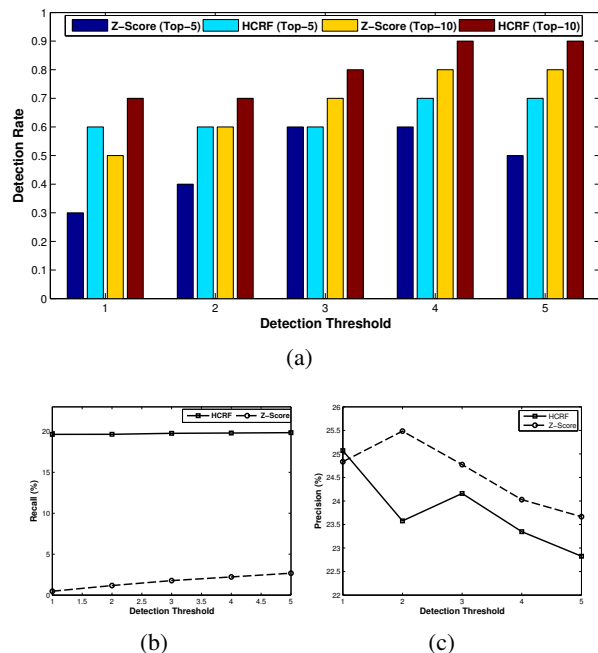 Z-Score (Top-5) HCRF (Top-5) Z-Score (Top-10) HCRF (Top-10)
0.9
0.8
0.7
0.6
0.5
0.4
0.3
0.2
0.1
0
Detection Rate
1 2 3 4 5
Detection Threshold
(a)
HCRF Z-Score
20
15
10
5
0
Recall (%)
1 1.5 2 2.5 3 3.5 4 4.5 5
Detection Threshold
(b)
HCRF
Z-Score
26
25.5
25
24.5
24
23.5
23
22.5
22
Precision (%)
1 2 3 4 5
Detection Threshold
(c)